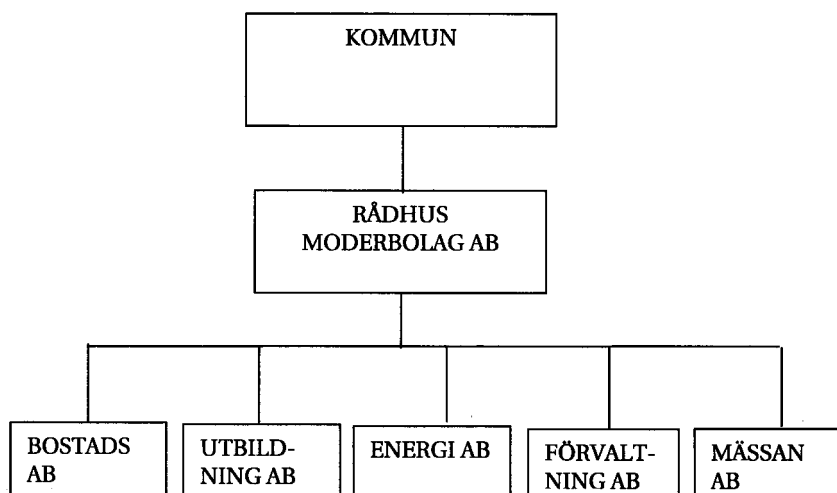 KOMMUN
RÅDHUS
MODERBOLAG AB
BOSTADS
AB
UTBILD-
NING AB
ENERGI AB
FÖRVALT-
NING AB
MÄSSAN
AB